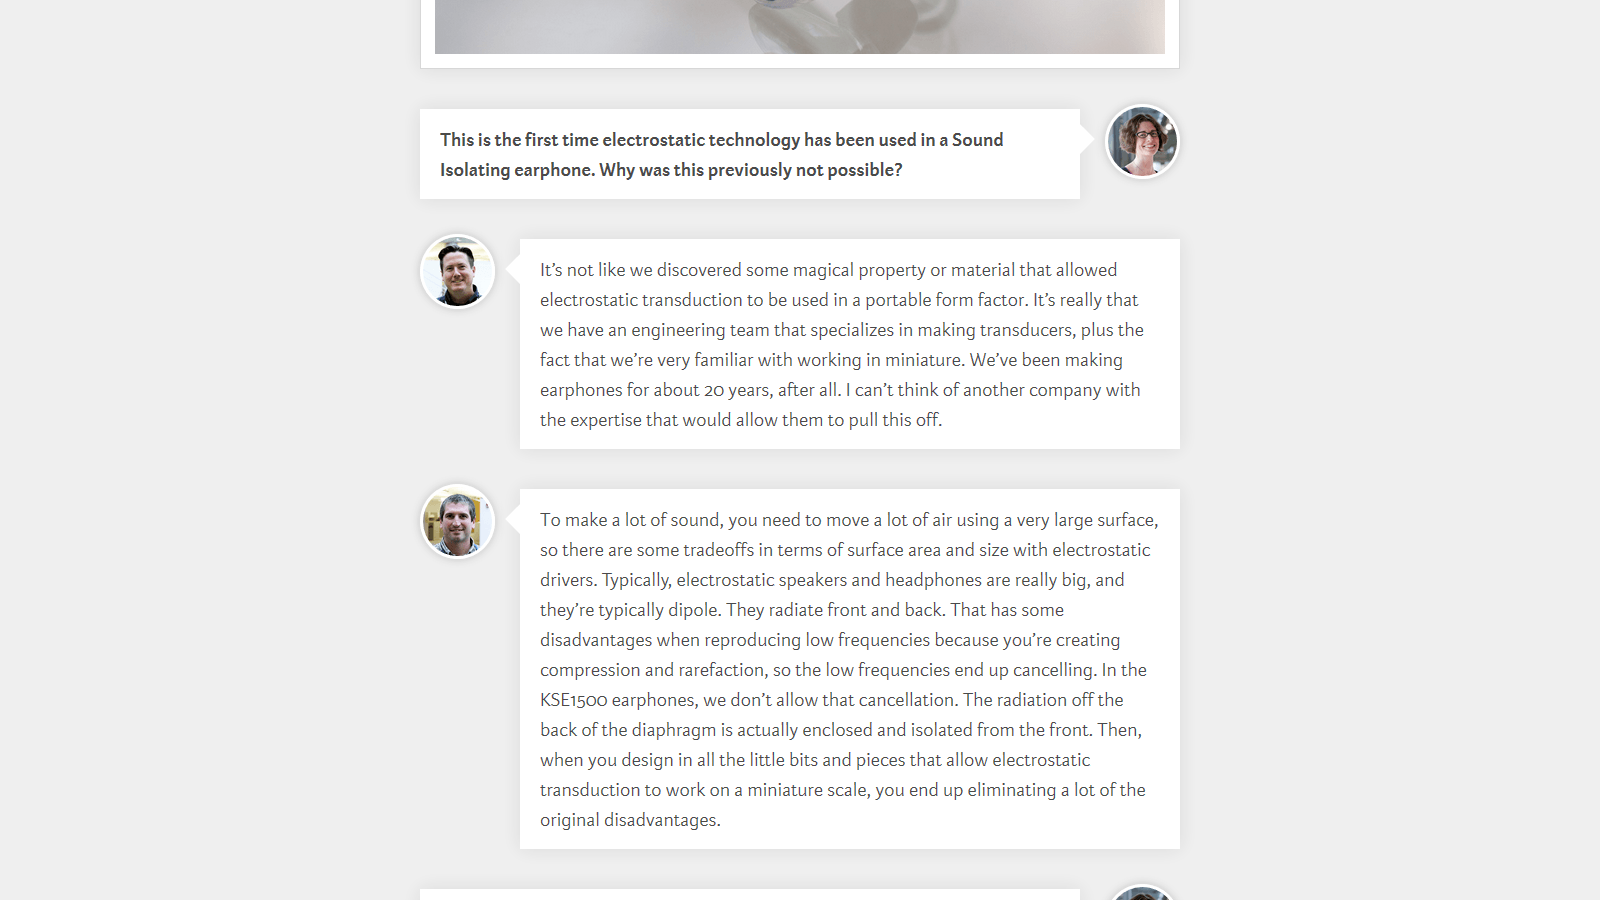 This is the first time electrostatic technology has been used in a Sound
Isolating earphone. Why was this previously not possible?
It’s not like we discovered some magical property or material that allowed
electrostatic transduction to be used in a portable form factor. It’s really that
we have an engineering team that specializes in making transducers, plus the
fact that we’re very familiar with working in miniature. We’ve been making
earphones for about 20 years, after all. I can’t think of another company with
the expertise that would allow them to pull this off.
To make a lot of sound, you need to move a lot of air using a very large surface,
so there are some tradeoffs in terms of surface area and size with electrostatic
drivers. Typically, electrostatic speakers and headphones are really big, and
they’re typically dipole. They radiate front and back. That has some
disadvantages when reproducing low frequencies because you’re creating
compression and rarefaction, so the low frequencies end up cancelling. In the
KSE1500 earphones, we don’t allow that cancellation. The radiation off the
back of the diaphragm is actually enclosed and isolated from the front. Then,
when you design in all the little bits and pieces that allow electrostatic
transduction to work on a miniature scale, you end up eliminating a lot of the
original disadvantages.